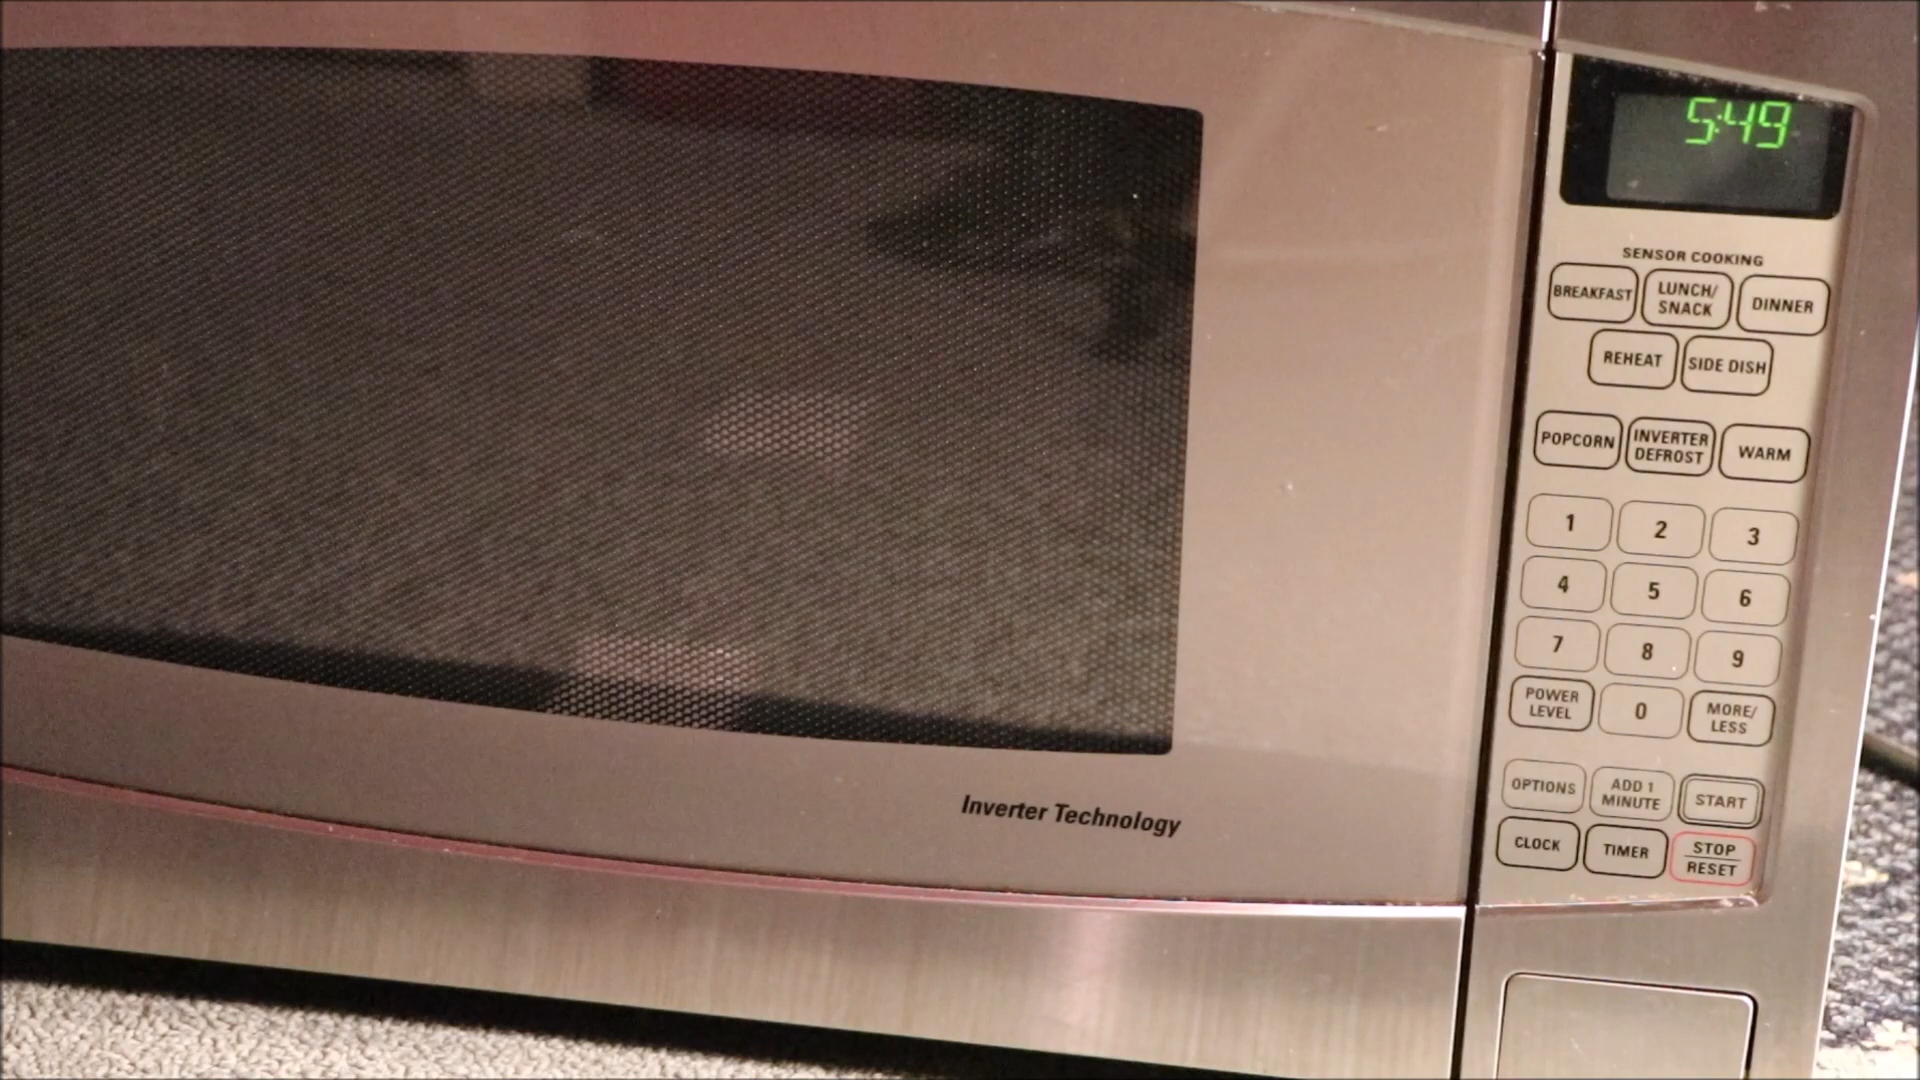 5:49
SENSOR COOKING
BREAKFAST
LUNCH/
SNACK
DINNER
REHEAT
SIDE DISH
POPCORN
INVERTER
DEFROST
WARM
1
2
3
4
5
6
7
8
9
POWER
LEVEL
0
MORE/
LESS
OPTIONS
ADD 1
MINUTE
START
CLOCK
TIMER
STOP
RESET
Inverter Technology